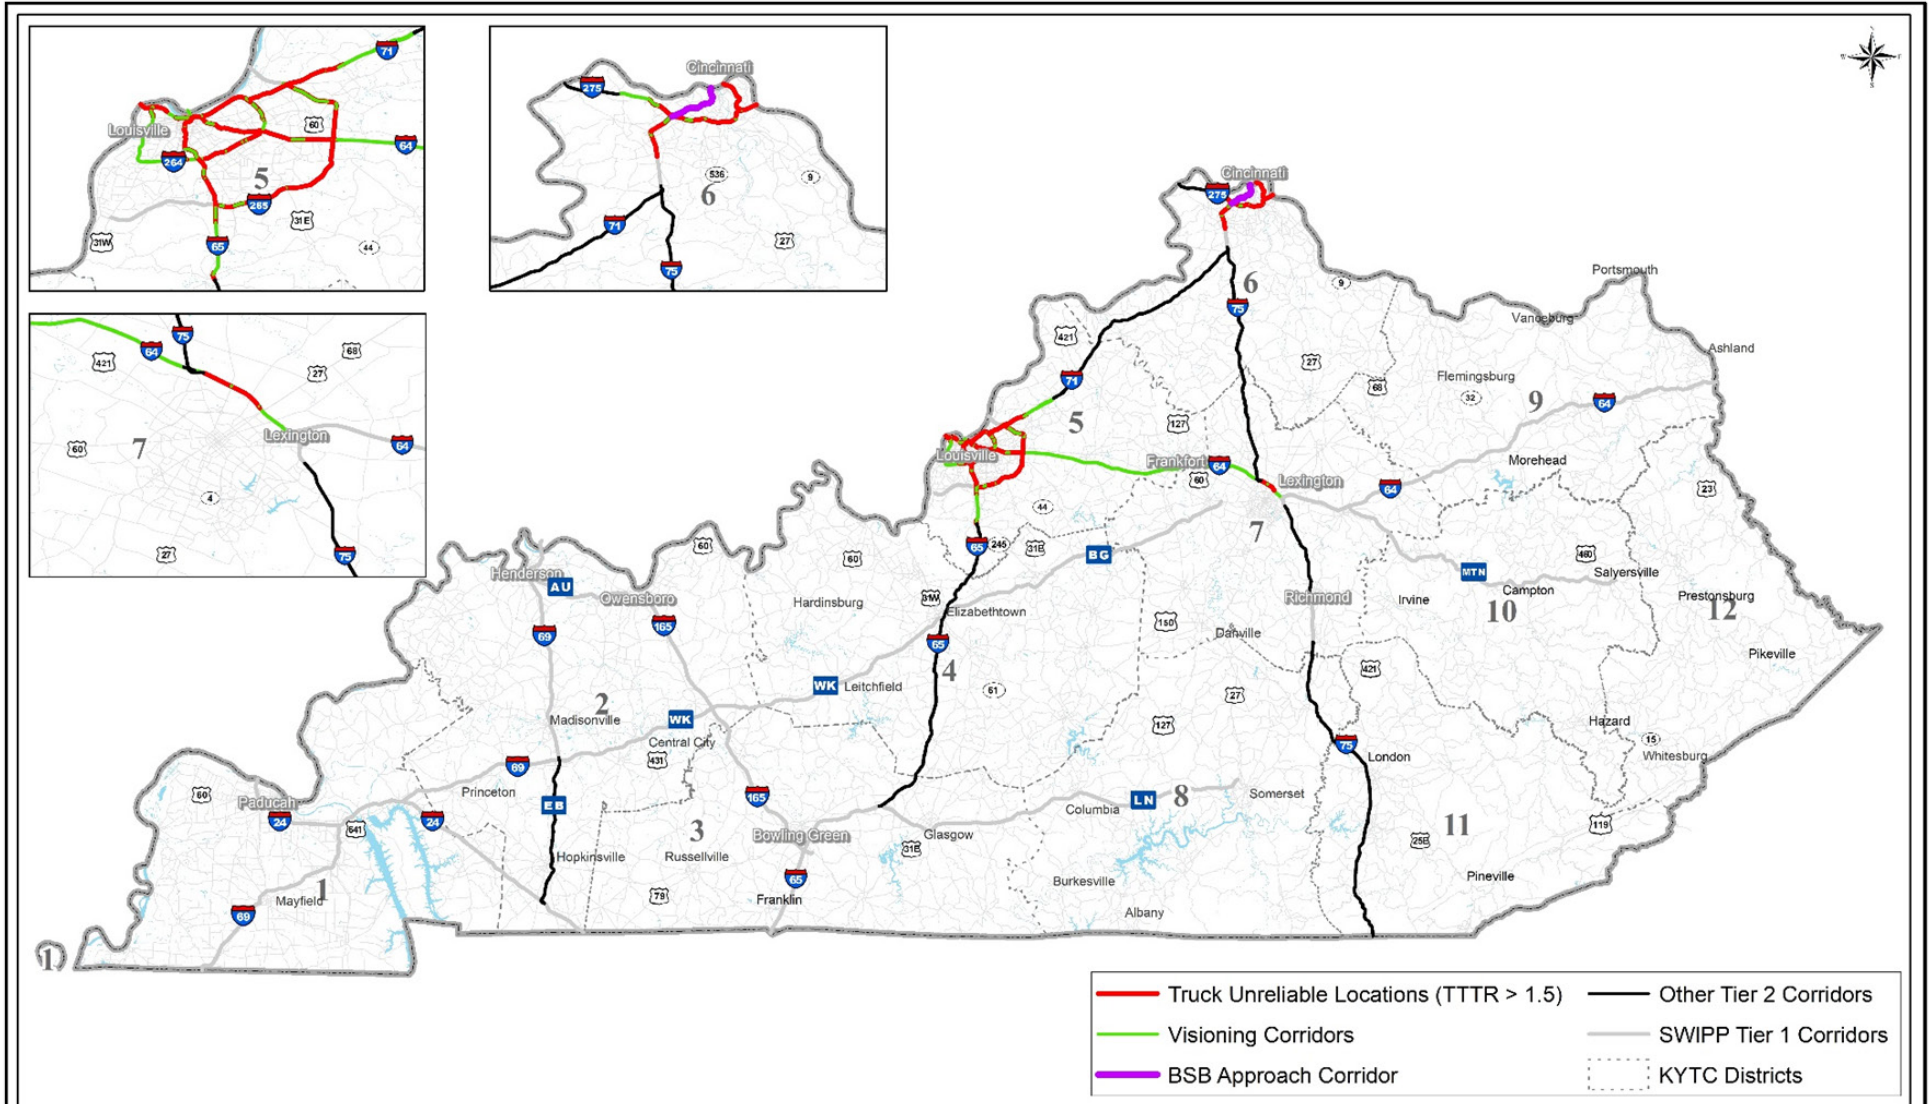 71
60
Louisville
64
264
5
265
31E
31W
65
44
Cincinnati
275
536
9
6
71
27
75
75
64
421
68
27
Lexington
64
7
60
4
27
75
Cincinnati
275
6
75
9
Portsmouth
Vanceburg
Ashland
421
27
71
68
Flemingsburg
32
9
64
5
127
Louisville
Frankfort
64
60
Lexington
64
Morehead
23
44
7
65
245
31E
BG
60
60
Henderson
AU
Owensboro
Hardinsburg
31W
Elizabethtown
MTN
460
Salyersville
Campton
Irvine
10
Prestonsburg
12
Richmond
150
Danville
69
165
65
4
Pikeville
421
WK
Leitchfield
61
27
2
Madisonville
WK
Central City
431
127
Hazard
15
Whitesburg
75
London
69
Princeton
EB
165
Columbia
LN
8
Somerset
60
Paducah
24
641
24
3
Bowling Green
Glasgow
31E
11
25E
119
Hopkinsville
Russellville
65
Franklin
79
Burkesville
Albany
Pineville
1
Mayfield
69
1
Truck Unreliable Locations (TTTR > 1.5)
Other Tier 2 Corridors
Visioning Corridors
SWIPP Tier 1 Corridors
BSB Approach Corridor
KYTC Districts